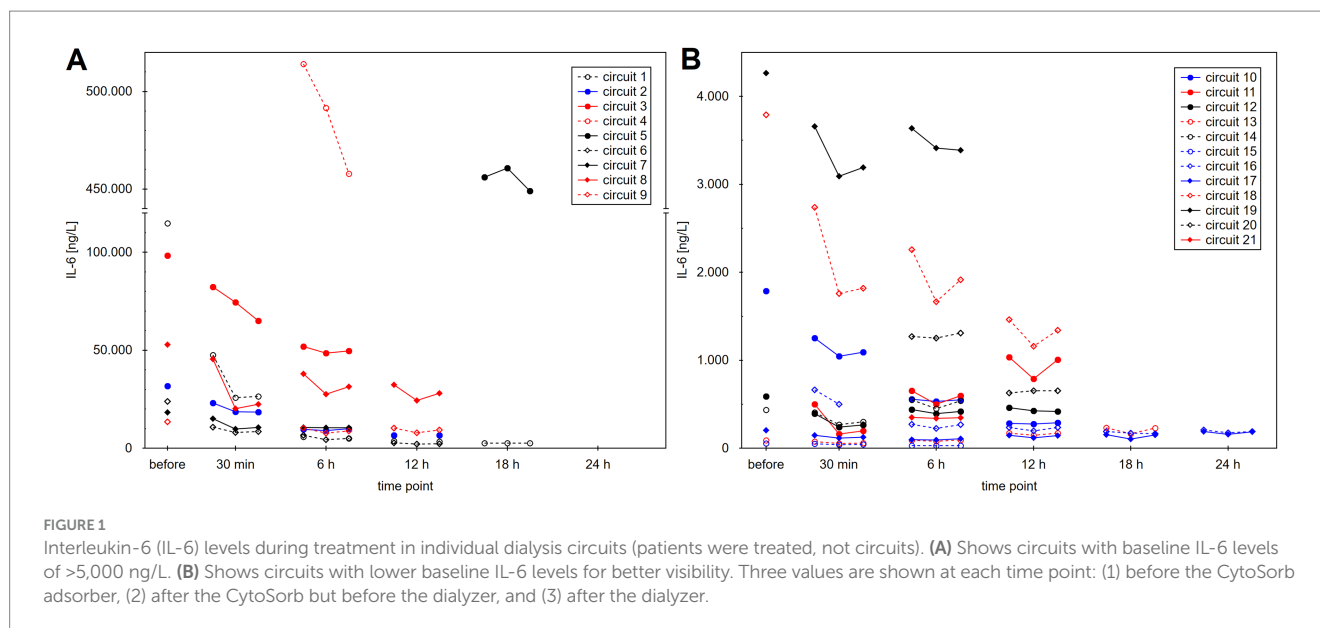 A
500.000
450.000
100.000
50.000
0
IL-6 [ng/L]
before
30 min
6 h
12 h
18 h
24 h
time point
circuit 1
circuit 2
circuit 3
circuit 4
circuit 5
circuit 6
circuit 7
circuit 8
circuit 9
B
4.000
3.000
2.000
1.000
0
IL-6 [ng/L]
before
30 min
6 h
12 h
18 h
24 h
time point
circuit 10
circuit 11
circuit 12
circuit 13
circuit 14
circuit 15
circuit 16
circuit 17
circuit 18
circuit 19
circuit 20
circuit 21
FIGURE 1
Interleukin-6 (IL-6) levels during treatment in individual dialysis circuits (patients were treated, not circuits). (A) Shows circuits with baseline IL-6 levels
of >5,000 ng/L. (B) Shows circuits with lower baseline IL-6 levels for better visibility. Three values are shown at each time point: (1) before the CytoSorb
adsorber, (2) after the CytoSorb but before the dialyzer, and (3) after the dialyzer.